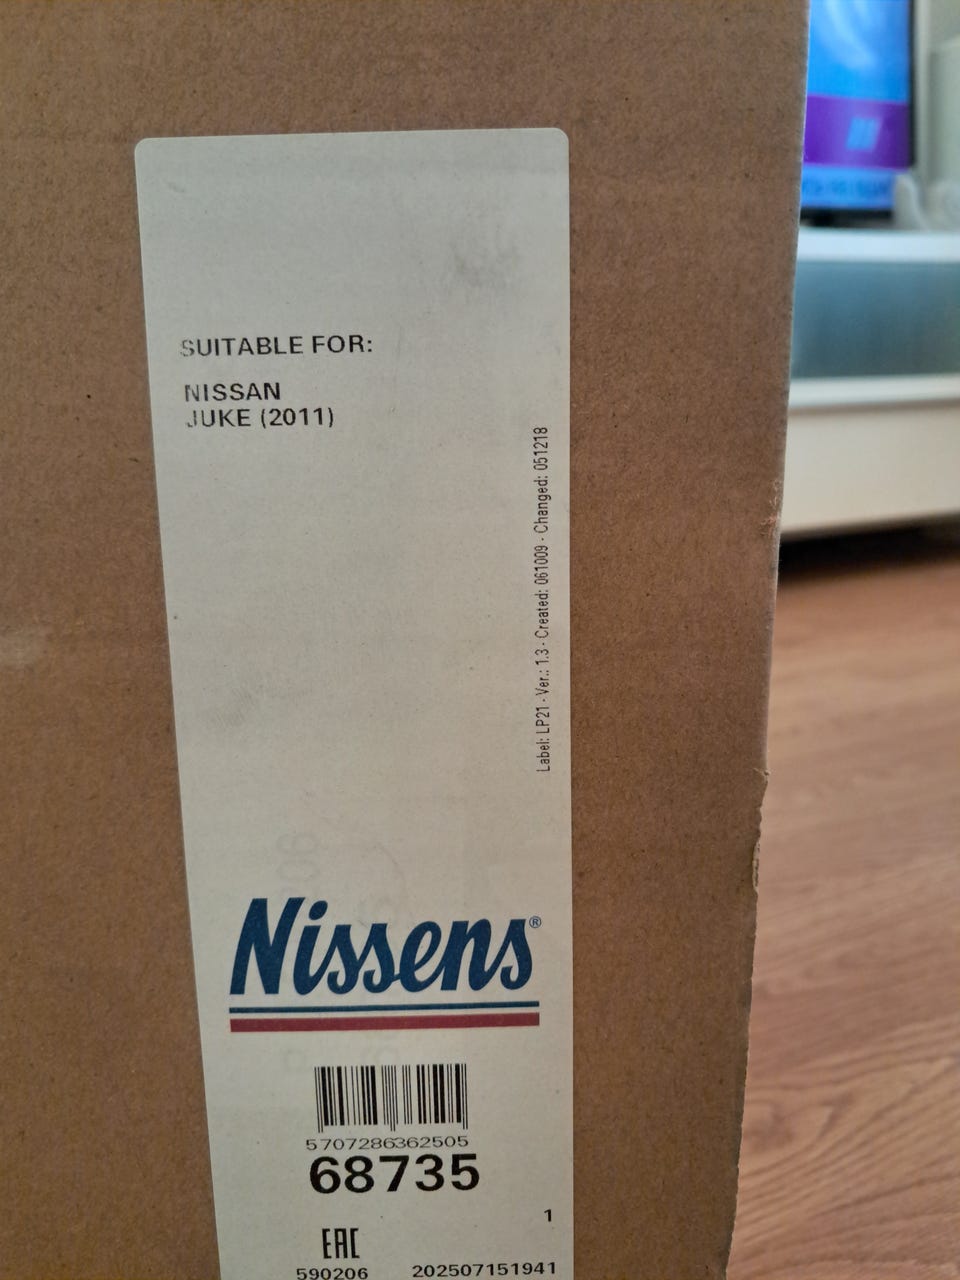 SUITABLE FOR:
NISSAN
JUKE (2011)
Label: LP21 - Ver.: 1.3 - Created: 061009 - Changed: 051218
Nissens®
5707286362505
68735
1
EAC
590206 202507151941